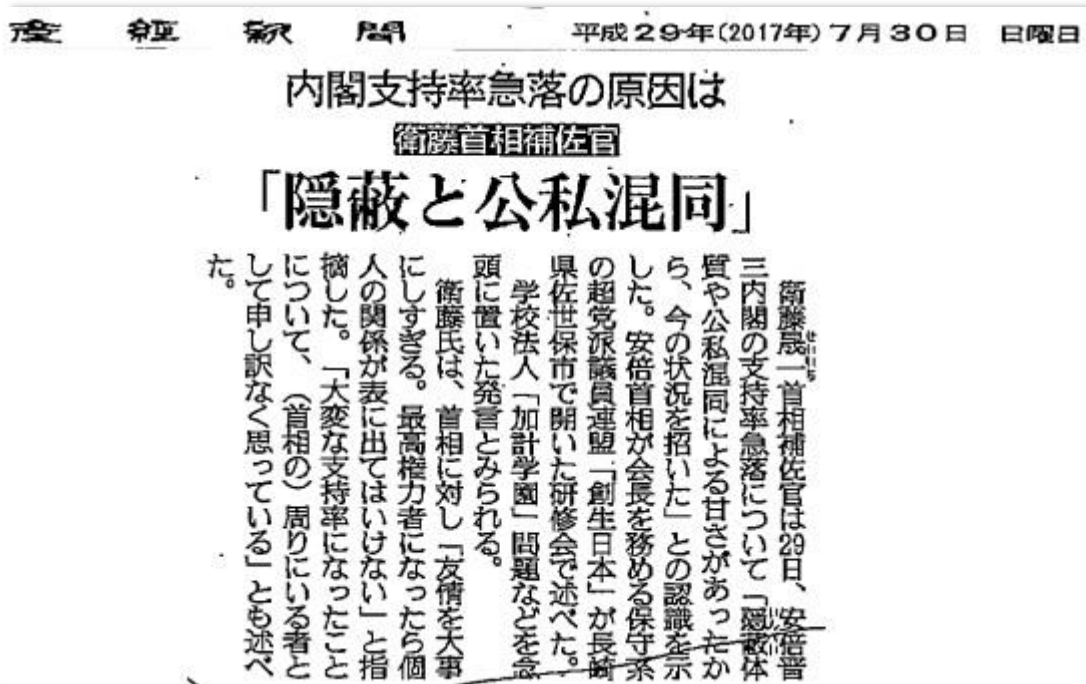 産経新聞 平成29年(2017年)7月30日 日曜日
内閣支持率急落の原因は
衛藤首相補佐官
「隠蔽と公私混同」
衛藤晟一首相補佐官は29日、安倍晋
せいいち
三内閣の支持率急落について「隠蔽体
いんぺい
質や公私混同による甘さがあったか
ら、今の状況を招いた」との認識を示
した。安倍首相が会長を務める保守系
の超党派議員連盟「創生日本」が長崎
県佐世保市で開いた研修会で述べた。
学校法人「加計学園」問題などを念
頭に置いた発言とみられる。
衛藤氏は、首相に対し「友情を大事
にしすぎる。最高権力者になったら個
人の関係が表に出てはいけない」と指
摘した。「大変な支持率になったこと
について、(首相の)周りにいる者と
して申し訳なく思っている」とも述べ
た。